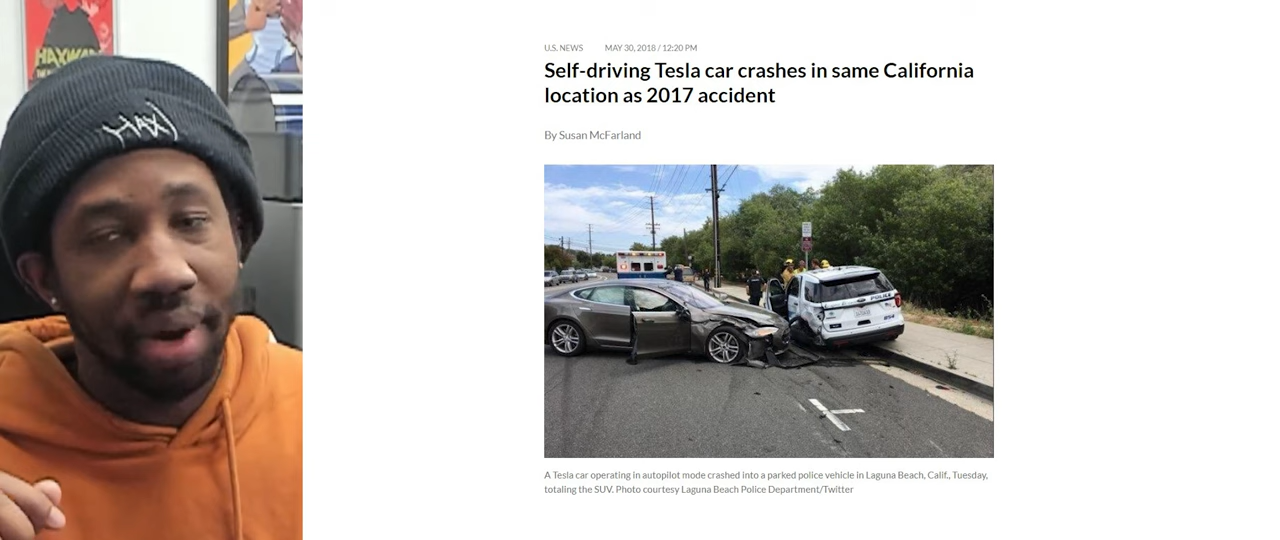 HAYWA
U.S. NEWS MAY 30, 2018 / 12:20 PM
Self-driving Tesla car crashes in same California
location as 2017 accident
By Susan McFarland
POLICE
A Tesla car operating in autopilot mode crashed into a parked police vehicle in Laguna Beach, Calif., Tuesday,
totaling the SUV. Photo courtesy Laguna Beach Police Department/Twitter